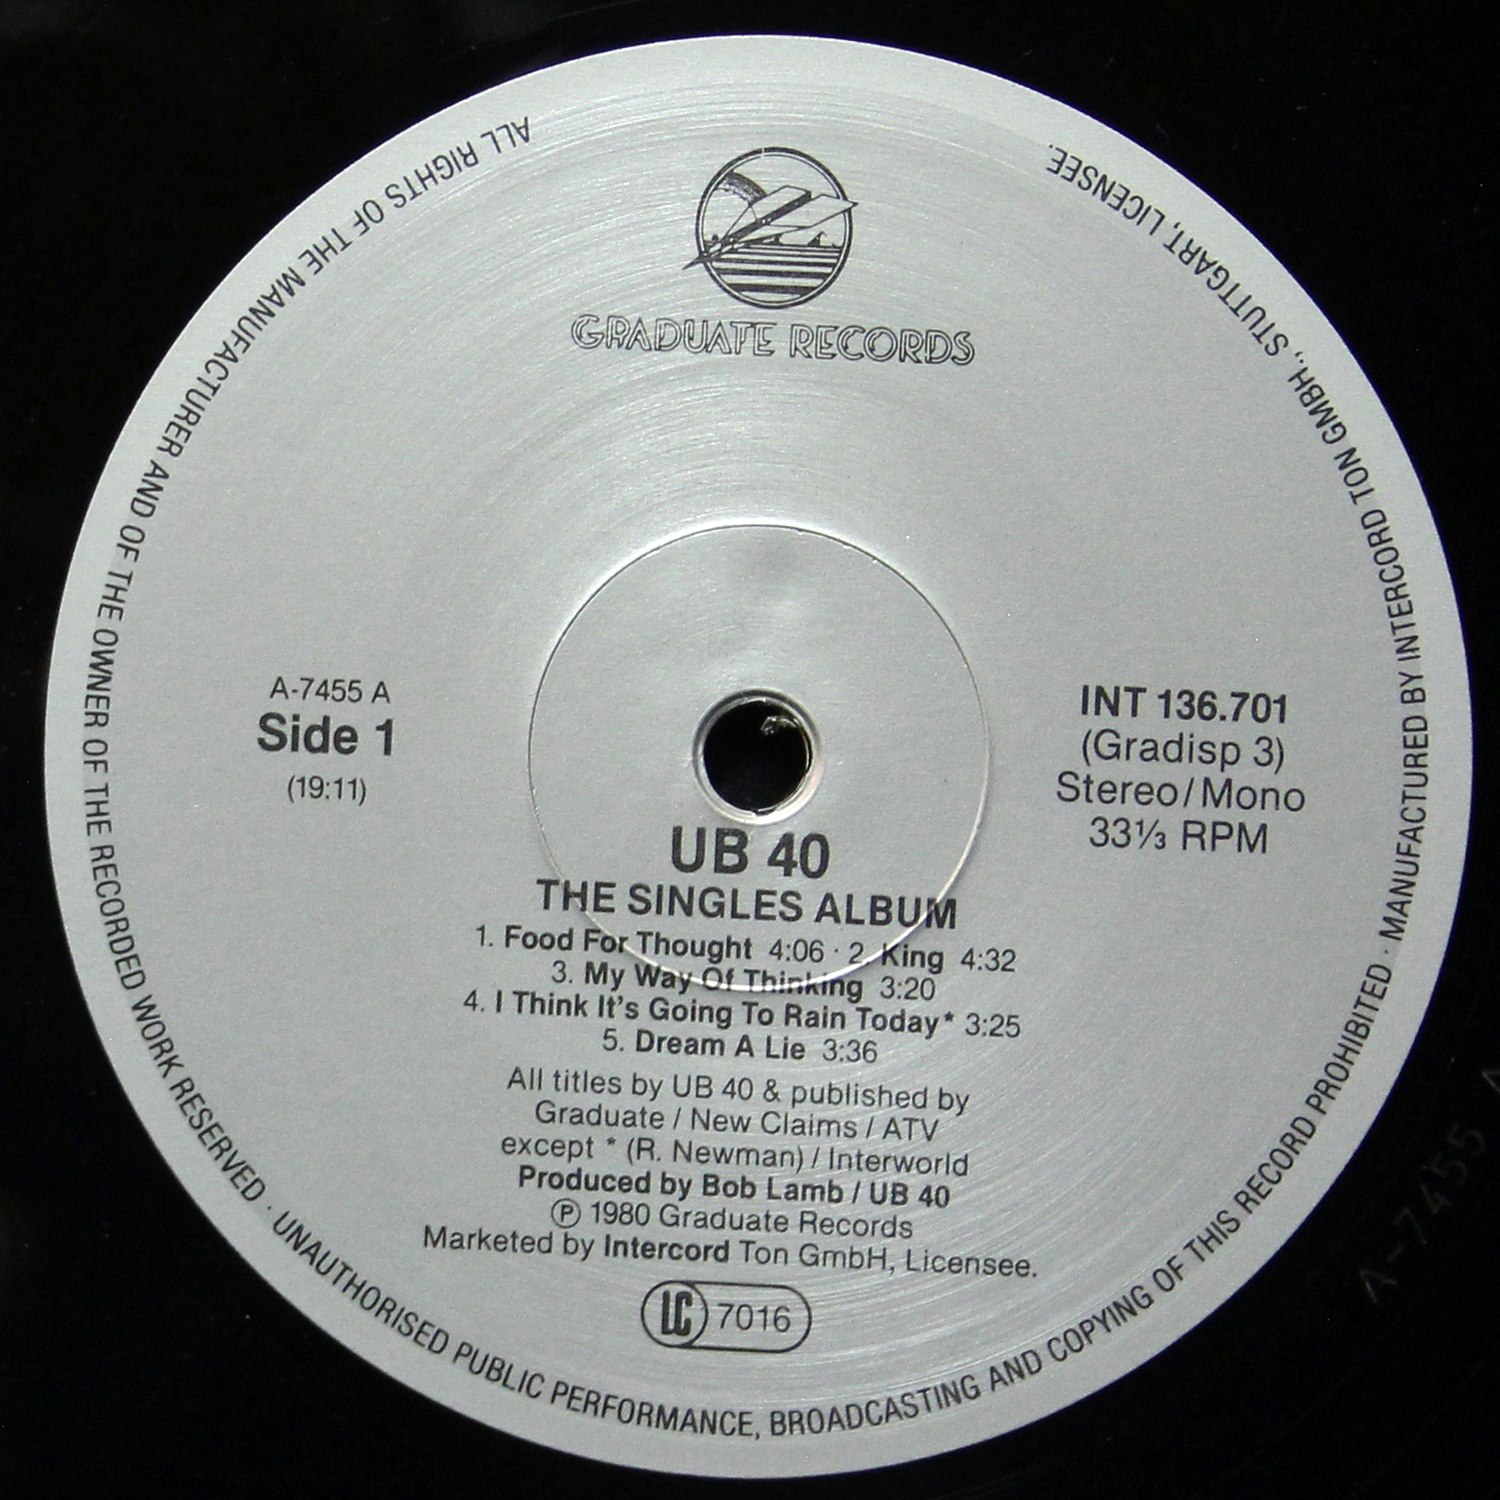 GRADUATE RECORDS
A-7455 A
Side 1
(19:11)
INT 136.701
(Gradisp 3)
Stereo/Mono
33⅓ RPM
UB 40
THE SINGLES ALBUM
1. Food For Thought 4:06 · 2. King 4:32
3. My Way Of Thinking 3:20
4. I Think It's Going To Rain Today* 3:25
5. Dream A Lie 3:36
All titles by UB 40 & published by
Graduate / New Claims / ATV
except * (R. Newman) / Interworld
Produced by Bob Lamb / UB 40
Ⓟ 1980 Graduate Records
Marketed by Intercord Ton GmbH, Licensee.
LC 7016
ALL RIGHTS OF THE MANUFACTURER AND OF THE OWNER OF THE RECORDED WORK RESERVED · UNAUTHORISED PUBLIC PERFORMANCE, BROADCASTING AND COPYING OF THIS RECORD PROHIBITED · MANUFACTURED BY INTERCORD TON GMBH., STUTTGART, LICENSEE.
A-7455 A